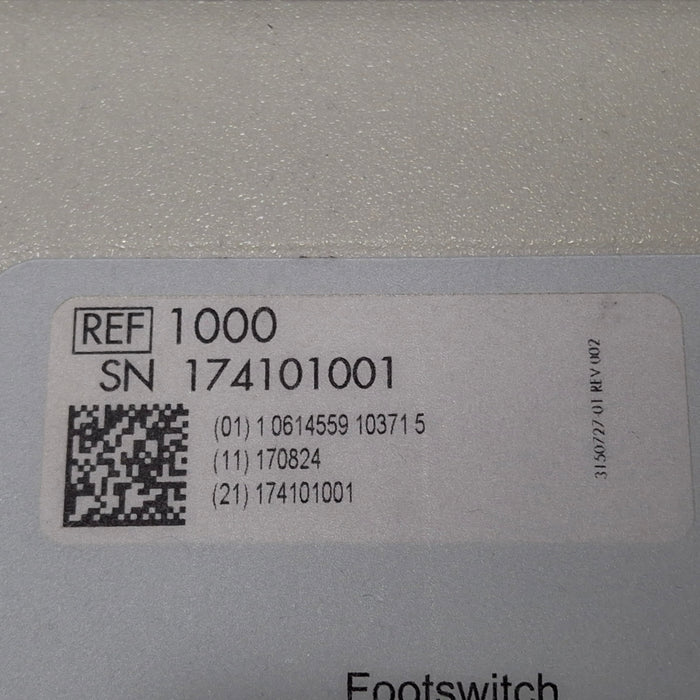 REF 1000
SN 174101001
(01) 1 0614559 10371 5
(11) 170824
(21) 174101001
3150727-01 REV 002
Footswitch